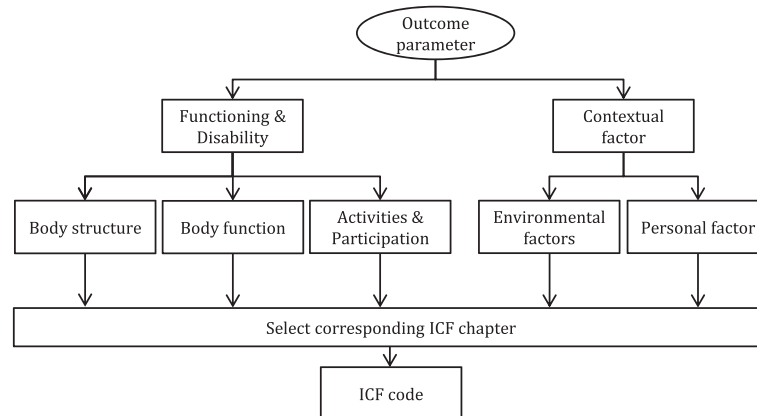 Outcome
parameter
Functioning &
Disability
Contextual
factor
Body structure
Body function
Activities &
Participation
Environmental
factors
Personal factor
Select corresponding ICF chapter
ICF code